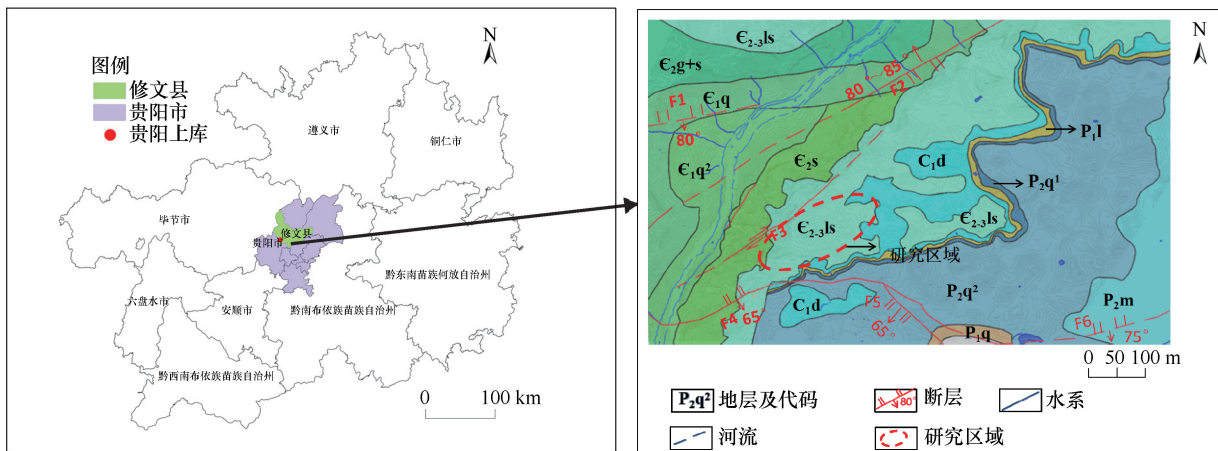 图例
修文县
贵阳市
贵阳上库
N
遵义市
铜仁市
毕节市
修文县
贵阳市
黔东南苗族何放自治州
六盘水市
安顺市
黔南布依族苗族自治州
黔西南布依族苗族自治州
0 100 km
N
Є₂₋₃ls
Є₂g+s
80°~85°
F2
F1
Є₁q
80°
P₁l
Є₂s
C₁d
Є₁q²
P₂q¹
F3
Є₂₋₃ls
Є₂₋₃ls
研究区域
P₂q²
C₁d
P₂m
F4 65°
F5
65°
P₁q
F6
75°
0 50 100 m
P₂q² 地层及代码
80° 断层
水系
河流
研究区域